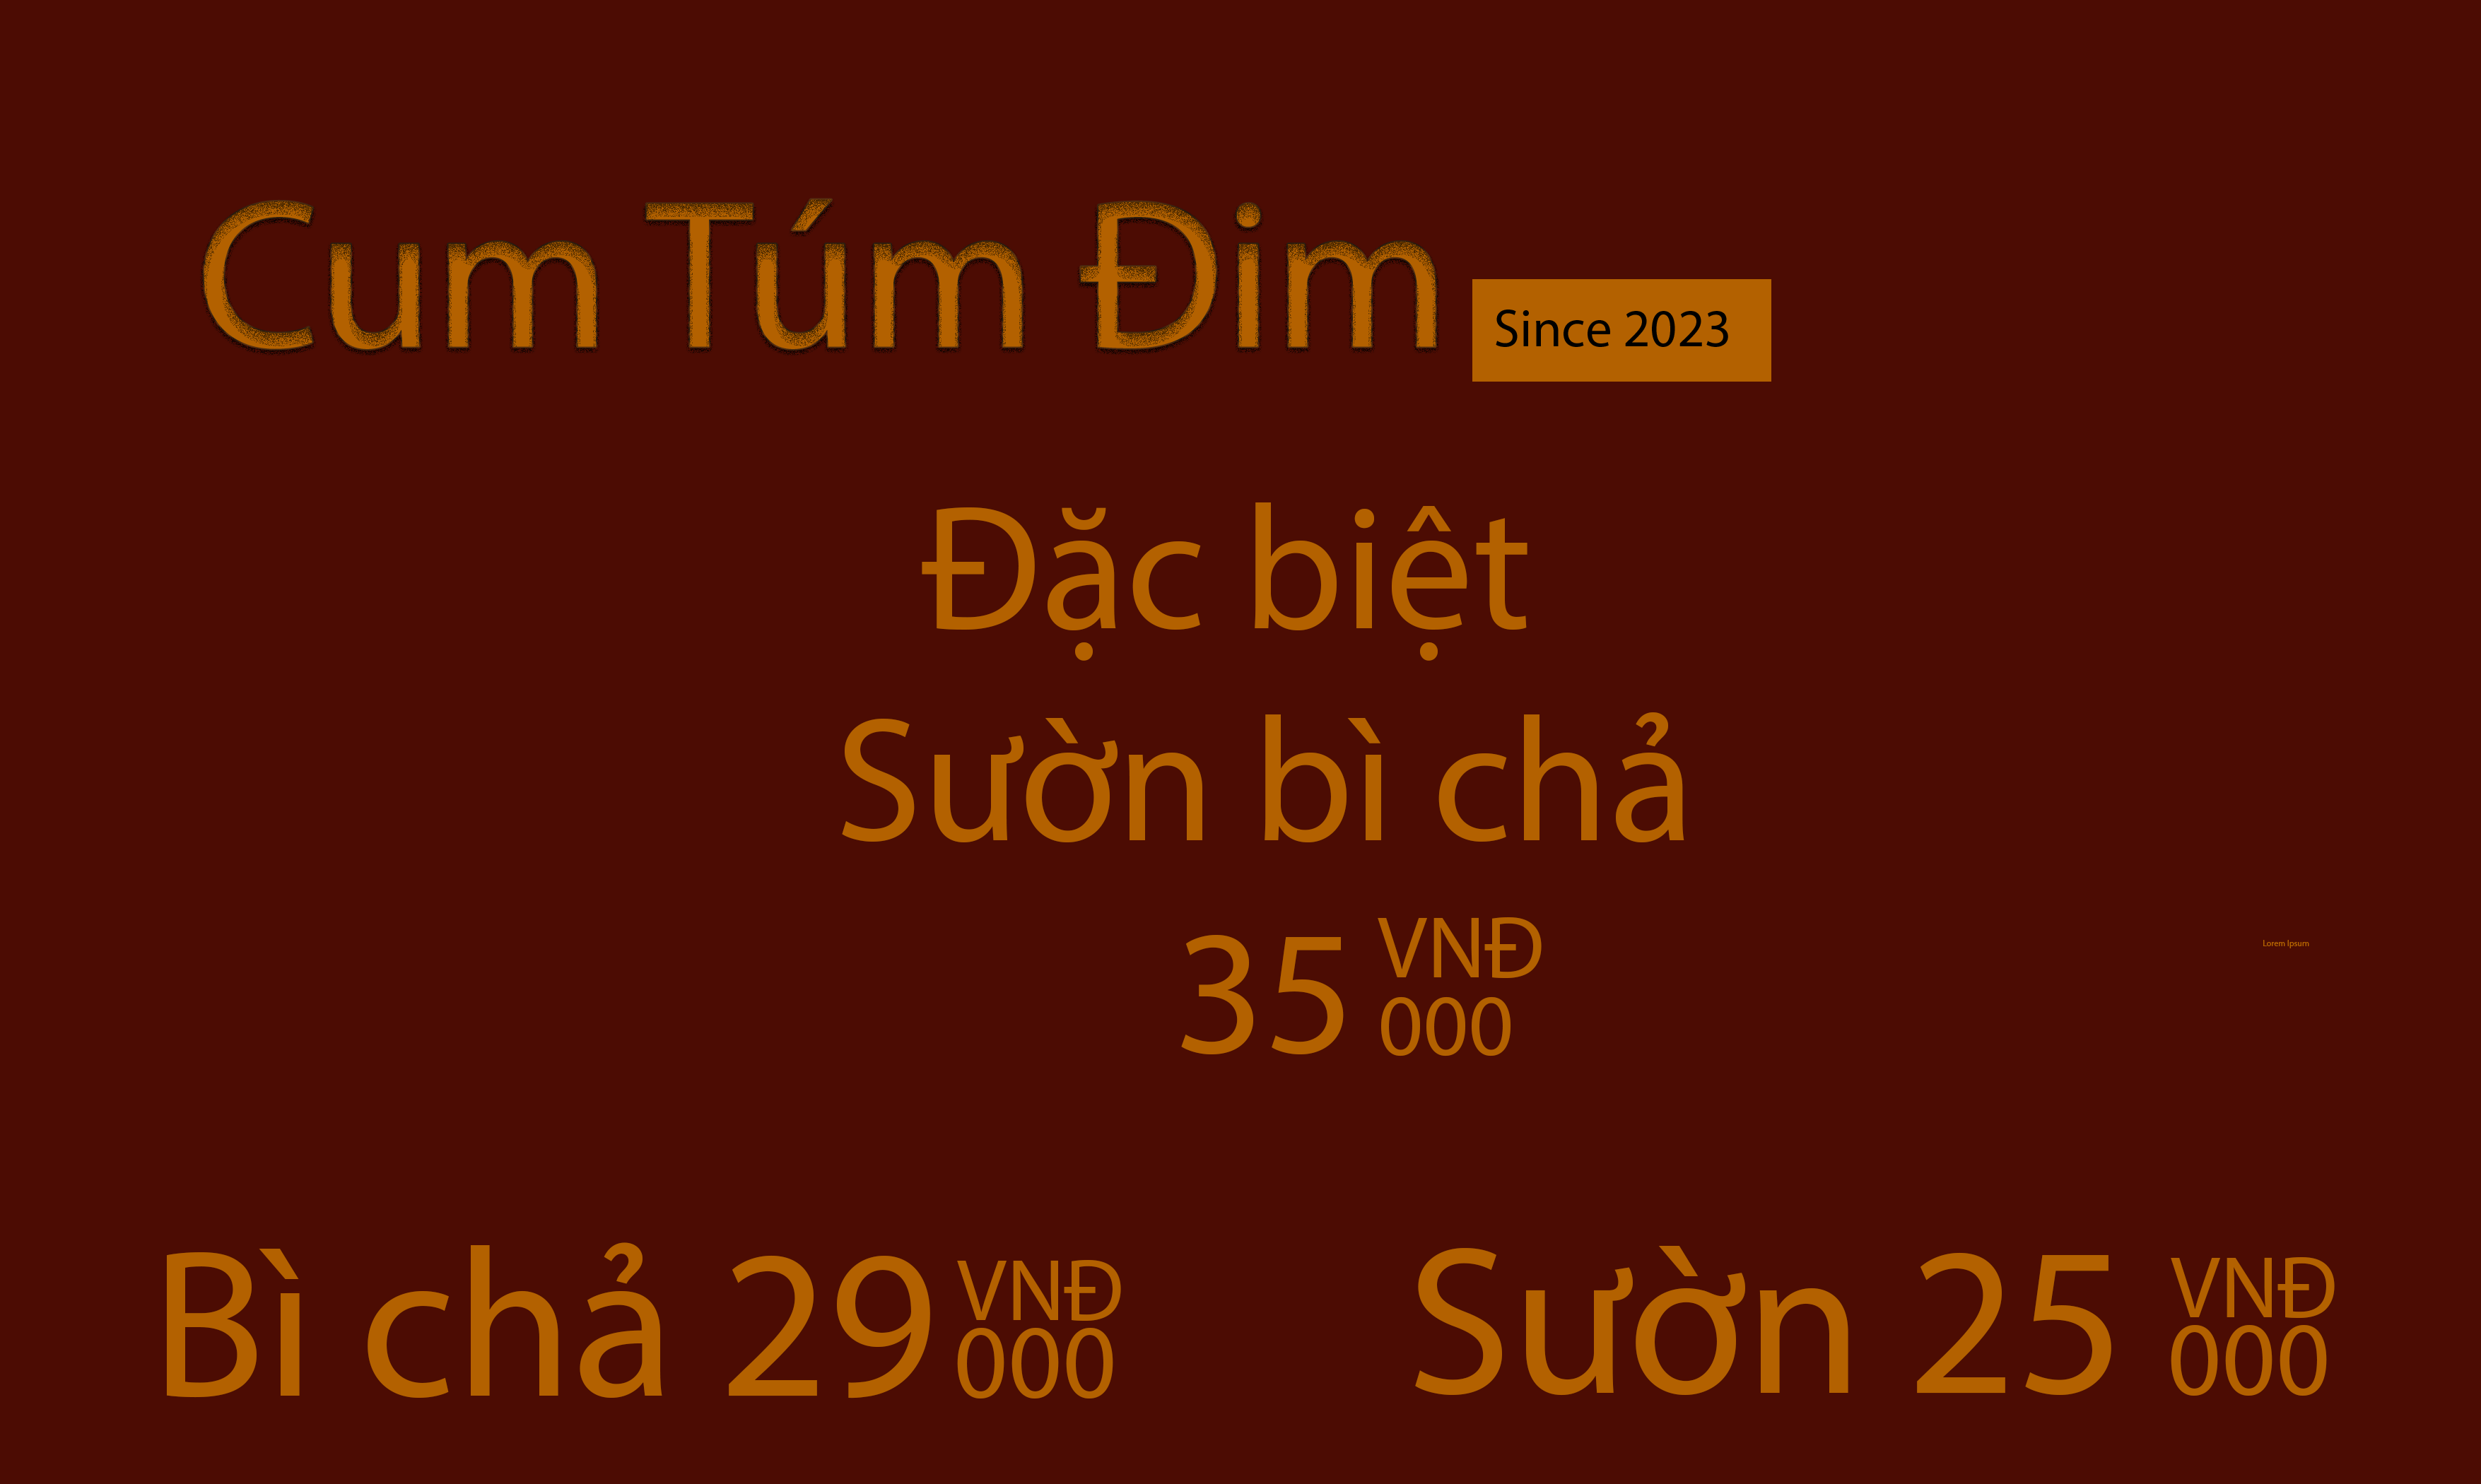 Cum Túm Đim
Since 2023
Đặc biệt
Sườn bì chả
35 VNĐ
000
Lorem Ipsum
Bì chả 29 VNĐ
000
Sườn 25 VNĐ
000